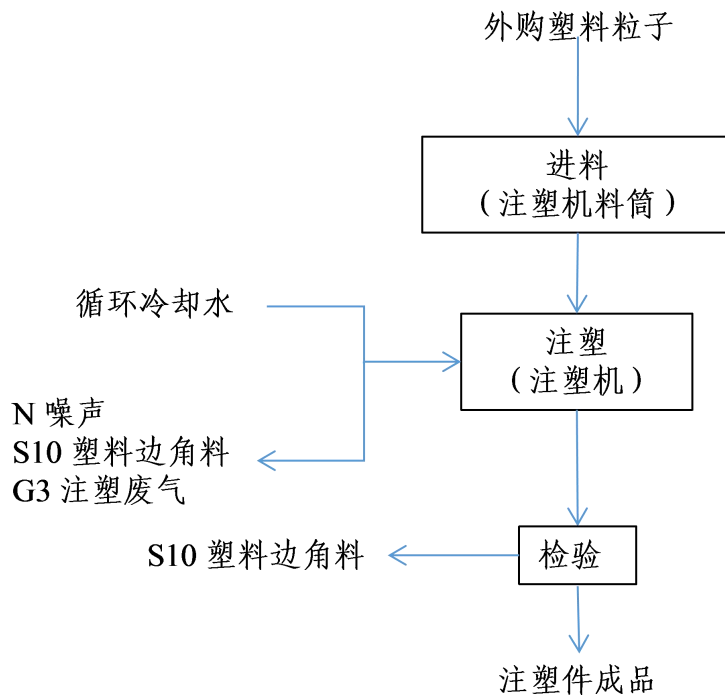 外购塑料粒子
进料
（注塑机料筒）
循环冷却水
注塑
（注塑机）
N 噪声
S10 塑料边角料
G3 注塑废气
S10 塑料边角料
检验
注塑件成品